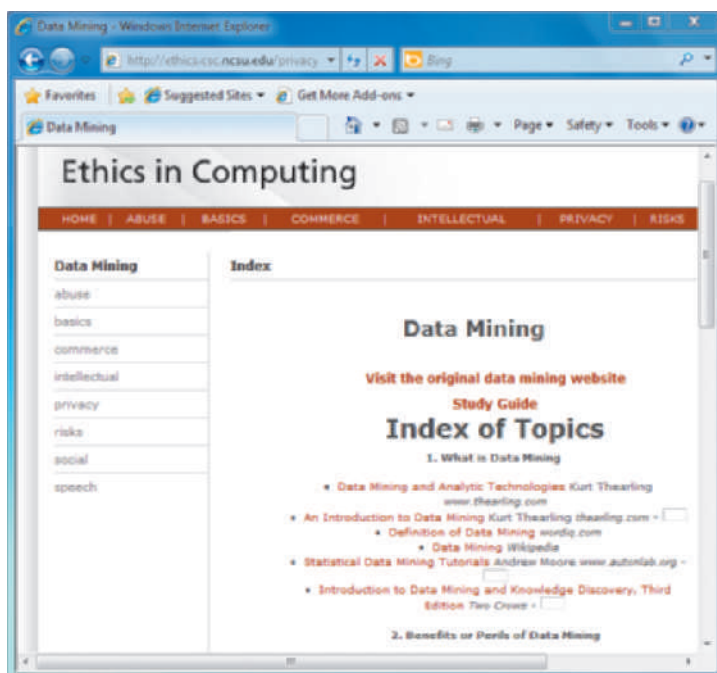 Data Mining - Windows Internet Explorer
http://ethics.csc.ncsu.edu/privacy
Bing
Favorites Suggested Sites Get More Add-ons
Data Mining Page Safety Tools
Ethics in Computing
HOME | ABUSE | BASICS | COMMERCE | INTELLECTUAL | PRIVACY | RISKS
Data Mining
abuse
basics
commerce
intellectual
privacy
risks
social
speech
Index
Data Mining
Visit the original data mining website
Study Guide
Index of Topics
1. What is Data Mining
• Data Mining and Analytic Technologies Kurt Thearling
www.thearling.com
• An Introduction to Data Mining Kurt Thearling thearling.com -
• Definition of Data Mining wordiq.com
• Data Mining Wikipedia
• Statistical Data Mining Tutorials Andrew Moore www.autonlab.org -
• Introduction to Data Mining and Knowledge Discovery, Third
Edition Two Crows -
2. Benefits or Perils of Data Mining